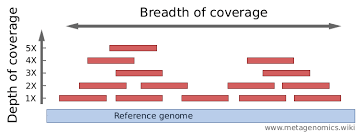 Breadth of coverage
Depth of coverage
5X
4X
3X
2X
1X
Reference genome
www.metagenomics.wiki